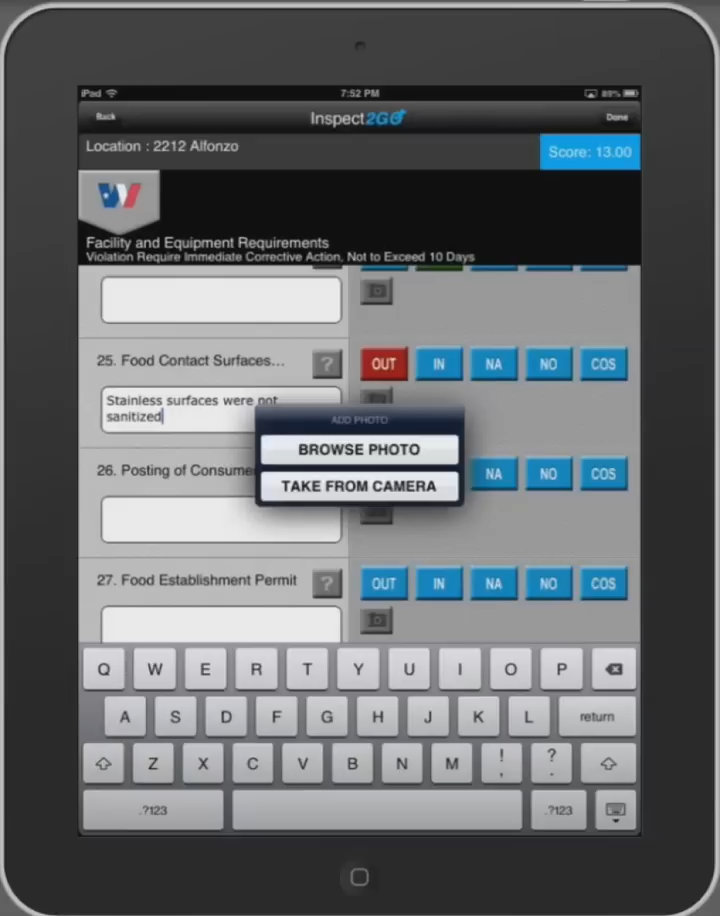 iPad 7:52 PM 89%
Back Inspect2GO Done
Location : 2212 Alfonzo
Score: 13.00
W
Facility and Equipment Requirements
Violation Require Immediate Corrective Action, Not to Exceed 10 Days
25. Food Contact Surfaces... ? OUT IN NA NO COS
Stainless surfaces were not
sanitized
ADD PHOTO
BROWSE PHOTO
TAKE FROM CAMERA
26. Posting of Consume NA NO COS
27. Food Establishment Permit ? OUT IN NA NO COS
Q W E R T Y U I O P
A S D F G H J K L return
Z X C V B N M ! , ? .
.?123 .?123